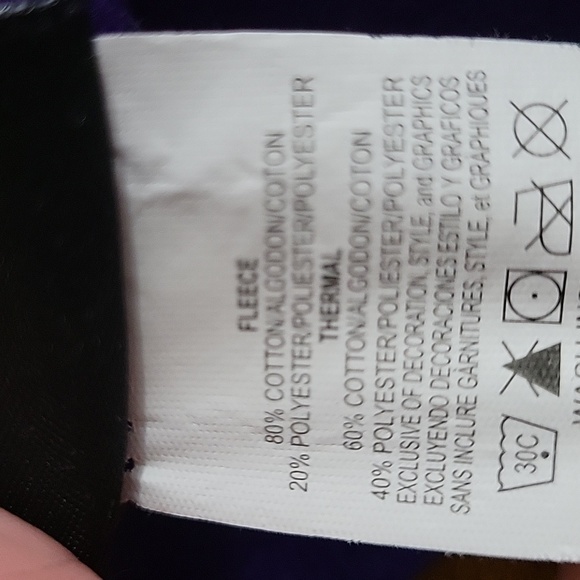 FLEECE
80% COTTON/ALGODON/COTON
20% POLYESTER/POLIESTER/POLYESTER
THERMAL
60% COTTON/ALGODON/COTON
40% POLYESTER/POLIESTER/POLYESTER
EXCLUSIVE OF DECORATION, STYLE, and GRAPHICS
EXCLUYENDO DECORACIONES ESTILO Y GRAFICOS
SANS INCLURE GARNITURES, STYLE, et GRAPHIQUES
30C